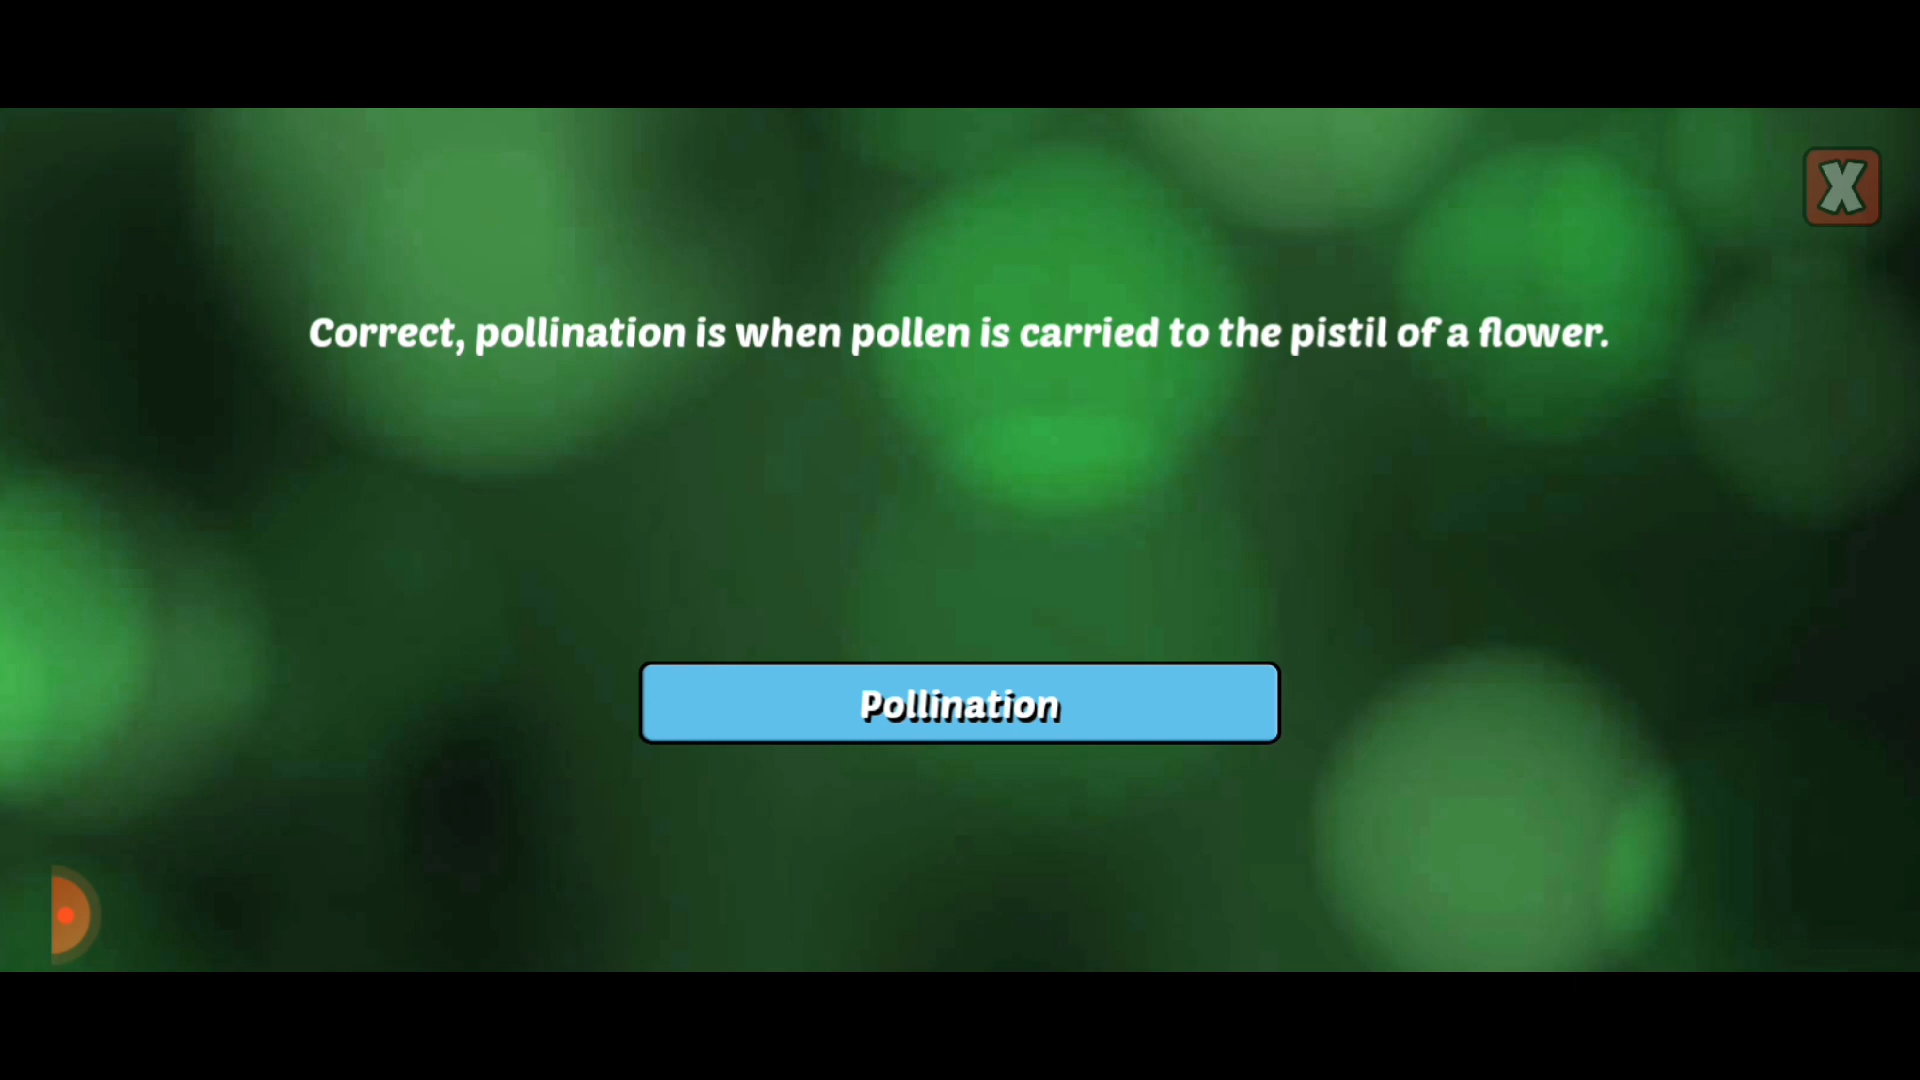 X
Correct, pollination is when pollen is carried to the pistil of a flower.
Pollination